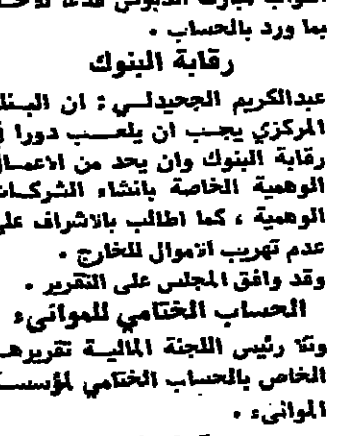 بما ورد بالحساب .
رقابة البنوك
عبدالكريم الجحيدلي : ان البنك
المركزي يجب ان يلعب دورا في
رقابة البنوك وان يحد من الاعمال
الوهمية الخاصة بانشاء الشركات
الوهمية ، كما اطالب بالاشراف على
عدم تهريب الاموال للخارج .
وقد وافق المجلس على التقرير .
الحساب الختامي للموانىء
وتلا رئيس اللجنة المالية تقريرها
الخاص بالحساب الختامي لمؤسسة
الموانىء .